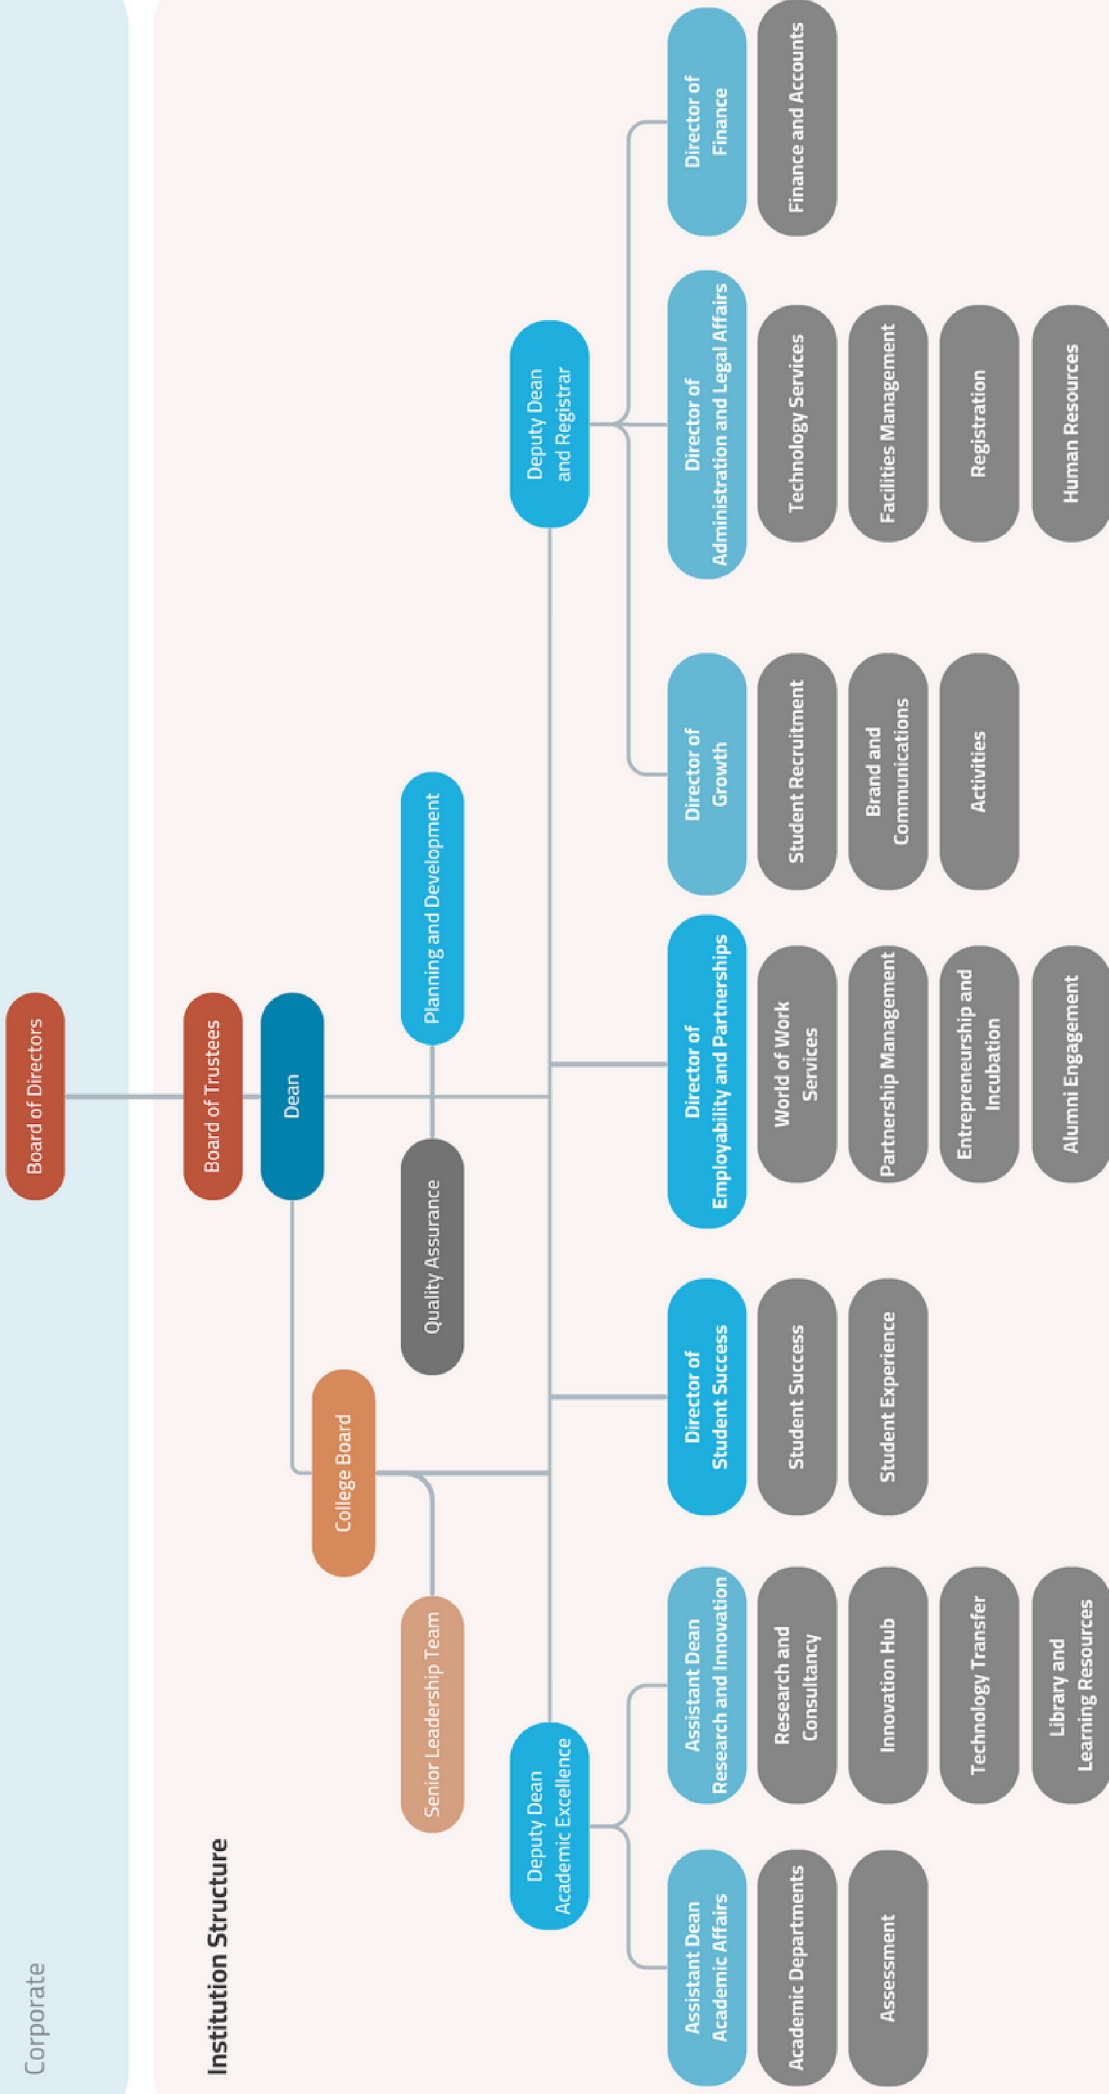 Corporate
Board of Directors
Institution Structure
Board of Trustees
Dean
College Board
Senior Leadership Team
Quality Assurance
Planning and Development
Deputy Dean
Academic Excellence
Deputy Dean
and Registrar
Assistant Dean
Academic Affairs
Academic Departments
Assessment
Assistant Dean
Research and Innovation
Research and
Consultancy
Innovation Hub
Technology Transfer
Library and
Learning Resources
Director of
Student Success
Student Success
Student Experience
Director of
Employability and Partnerships
World of Work
Services
Partnership Management
Entrepreneurship and
Incubation
Alumni Engagement
Director of
Growth
Student Recruitment
Brand and
Communications
Activities
Director of
Administration and Legal Affairs
Technology Services
Facilities Management
Registration
Human Resources
Director of
Finance
Finance and Accounts